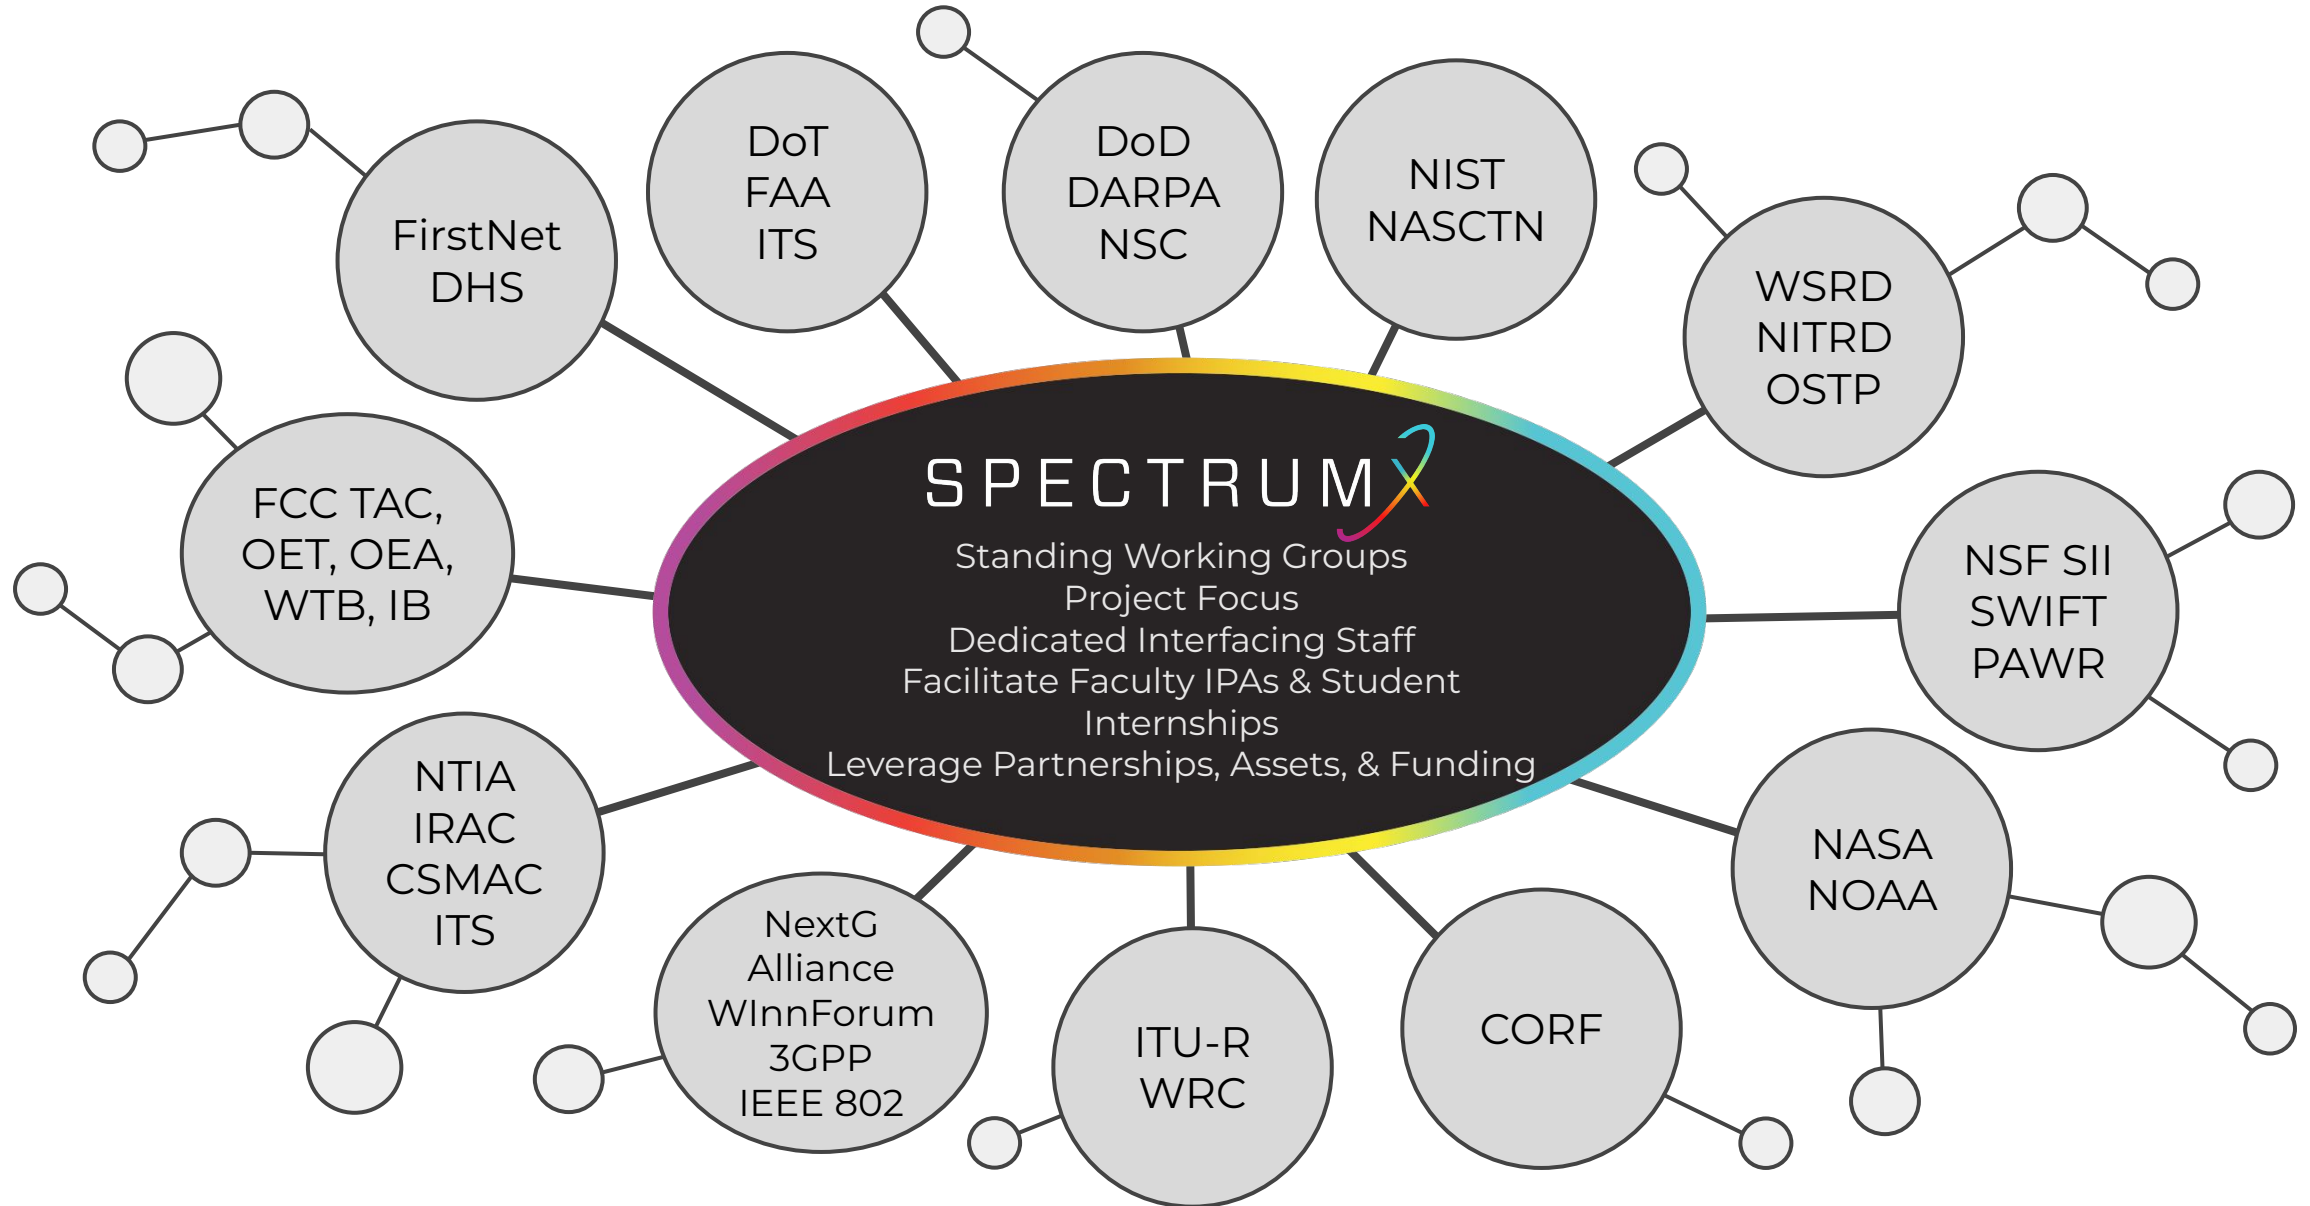 DoT
FAA
ITS
DoD
DARPA
NSC
NIST
NASCTN
FirstNet
DHS
WSRD
NITRD
OSTP
SPECTRUMX
Standing Working Groups
Project Focus
Dedicated Interfacing Staff
Facilitate Faculty IPAs & Student
Internships
Leverage Partnerships, Assets, & Funding
FCC TAC,
OET, OEA,
WTB, IB
NSF SII
SWIFT
PAWR
NTIA
IRAC
CSMAC
ITS
NASA
NOAA
NextG
Alliance
WInnForum
3GPP
IEEE 802
ITU-R
WRC
CORF